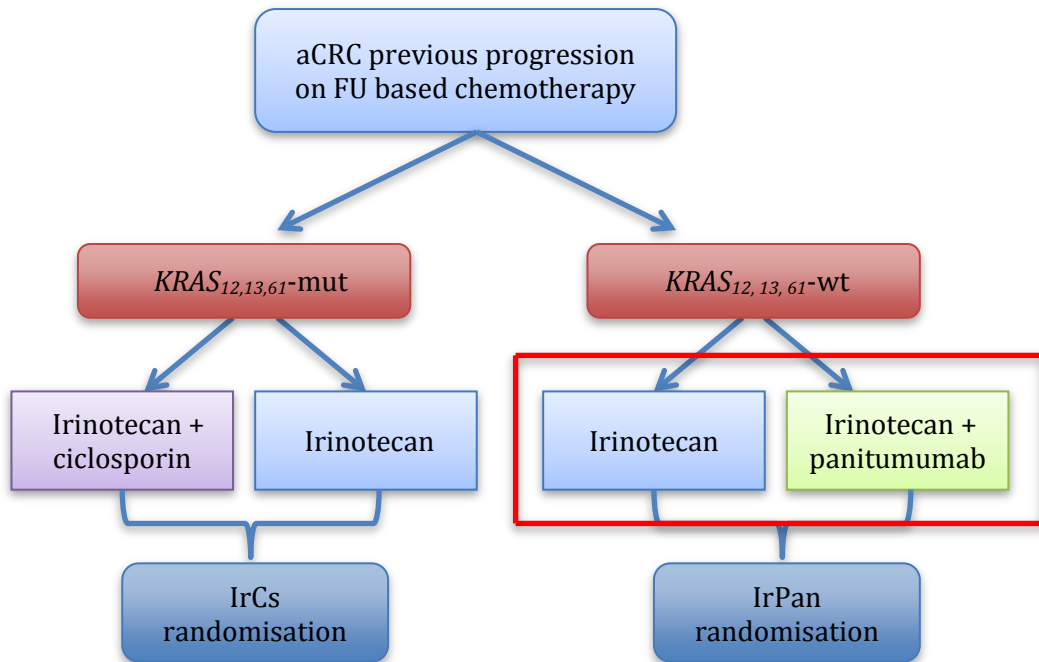 aCRC previous progression
on FU based chemotherapy
KRAS12,13,61-mut
KRAS12, 13, 61-wt
Irinotecan +
ciclosporin
Irinotecan
Irinotecan
Irinotecan +
panitumumab
IrCs
randomisation
IrPan
randomisation